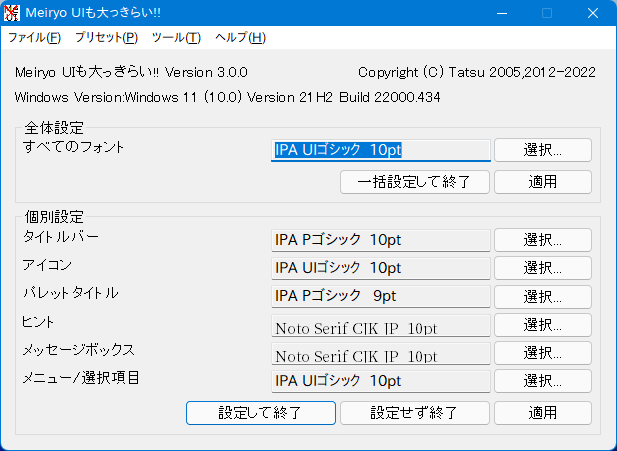 Meiryo UIも大っきらい!!
ファイル(F) プリセット(P) ツール(T) ヘルプ(H)
Meiryo UIも大っきらい!! Version 3.0.0 Copyright (C) Tatsu 2005,2012-2022
Windows Version:Windows 11 (10.0) Version 21H2 Build 22000.434
全体設定
すべてのフォント IPA UIゴシック 10pt 選択...
一括設定して終了 適用
個別設定
タイトルバー IPA Pゴシック 10pt 選択...
アイコン IPA UIゴシック 10pt 選択...
パレットタイトル IPA Pゴシック 9pt 選択...
ヒント Noto Serif CJK JP 10pt 選択...
メッセージボックス Noto Serif CJK JP 10pt 選択...
メニュー/選択項目 IPA UIゴシック 10pt 選択...
設定して終了 設定せず終了 適用